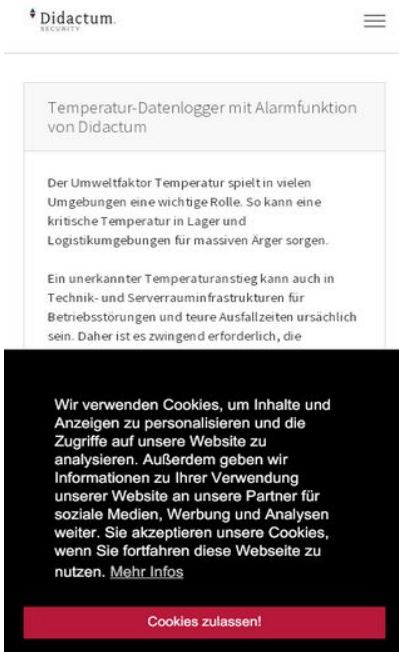 Didactum
SECURITY
Temperatur-Datenlogger mit Alarmfunktion
von Didactum
Der Umweltfaktor Temperatur spielt in vielen
Umgebungen eine wichtige Rolle. So kann eine
kritische Temperatur in Lager und
Logistikumgebungen für massiven Ärger sorgen.
Ein unerkannter Temperaturanstieg kann auch in
Technik- und Serverrauminfrastrukturen für
Betriebsstörungen und teure Ausfallzeiten ursächlich
sein. Daher ist es zwingend erforderlich, die
Wir verwenden Cookies, um Inhalte und
Anzeigen zu personalisieren und die
Zugriffe auf unsere Website zu
analysieren. Außerdem geben wir
Informationen zu Ihrer Verwendung
unserer Website an unsere Partner für
soziale Medien, Werbung und Analysen
weiter. Sie akzeptieren unsere Cookies,
wenn Sie fortfahren diese Webseite zu
nutzen. Mehr Infos
Cookies zulassen!